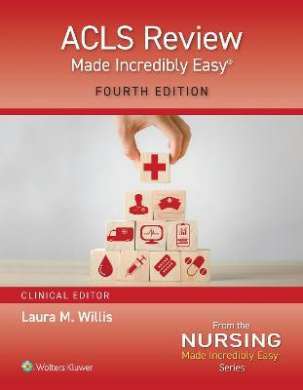 ACLS Review
Made Incredibly Easy®
FOURTH EDITION
CLINICAL EDITOR
Laura M. Willis
From the
NURSING
Made Incredibly Easy
Series
Wolters Kluwer